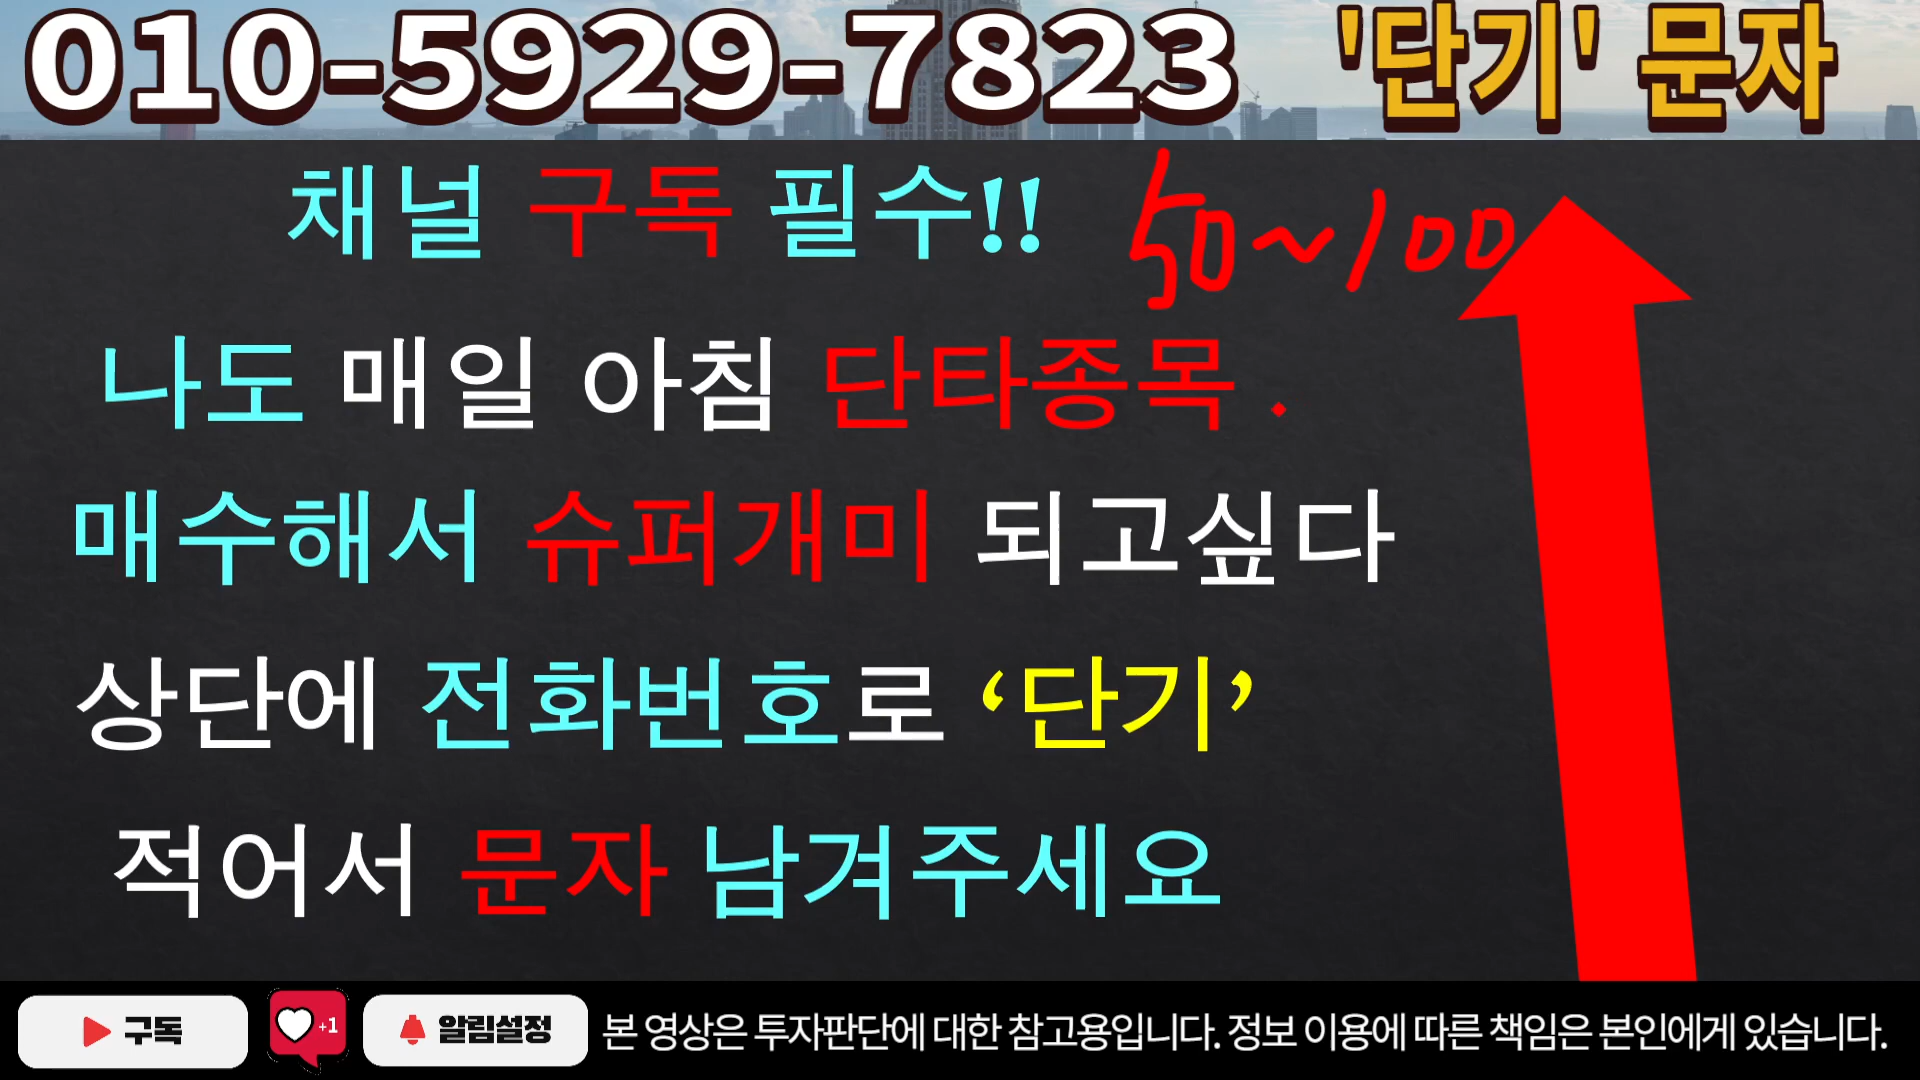 010-5929-7823 '단기' 문자
채널 구독 필수!! 50~100
나도 매일 아침 단타종목 .
매수해서 슈퍼개미 되고싶다
상단에 전화번호로 ‘단기’
적어서 문자 남겨주세요
구독 +1 알림설정 본 영상은 투자판단에 대한 참고용입니다. 정보 이용에 따른 책임은 본인에게 있습니다.